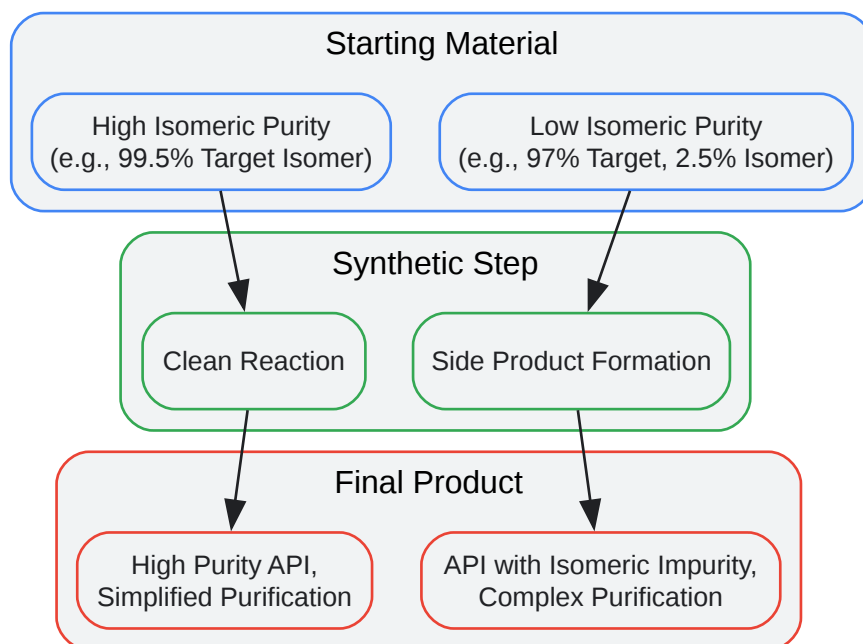 Starting Material
High Isomeric Purity
(e.g., 99.5% Target Isomer)
Low Isomeric Purity
(e.g., 97% Target, 2.5% Isomer)
Synthetic Step
Clean Reaction
Side Product Formation
Final Product
High Purity API,
Simplified Purification
API with Isomeric Impurity,
Complex Purification